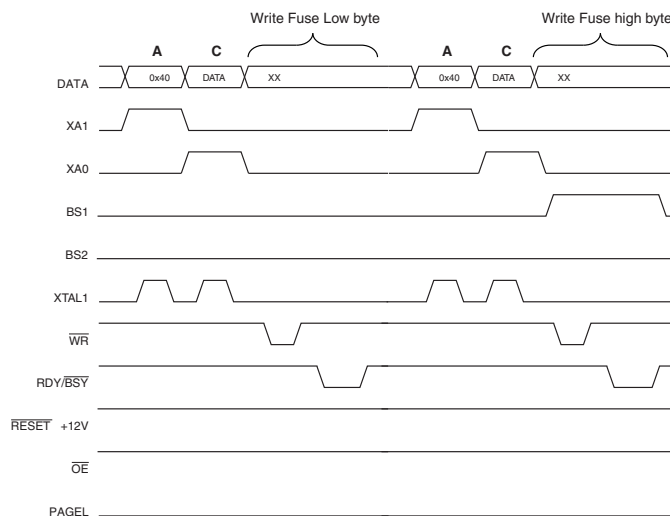 Write Fuse Low byte
Write Fuse high byte
A C A C
DATA 0x40 DATA XX 0x40 DATA XX
XA1
XA0
BS1
BS2
XTAL1
WR
RDY/BSY
RESET +12V
OE
PAGEL